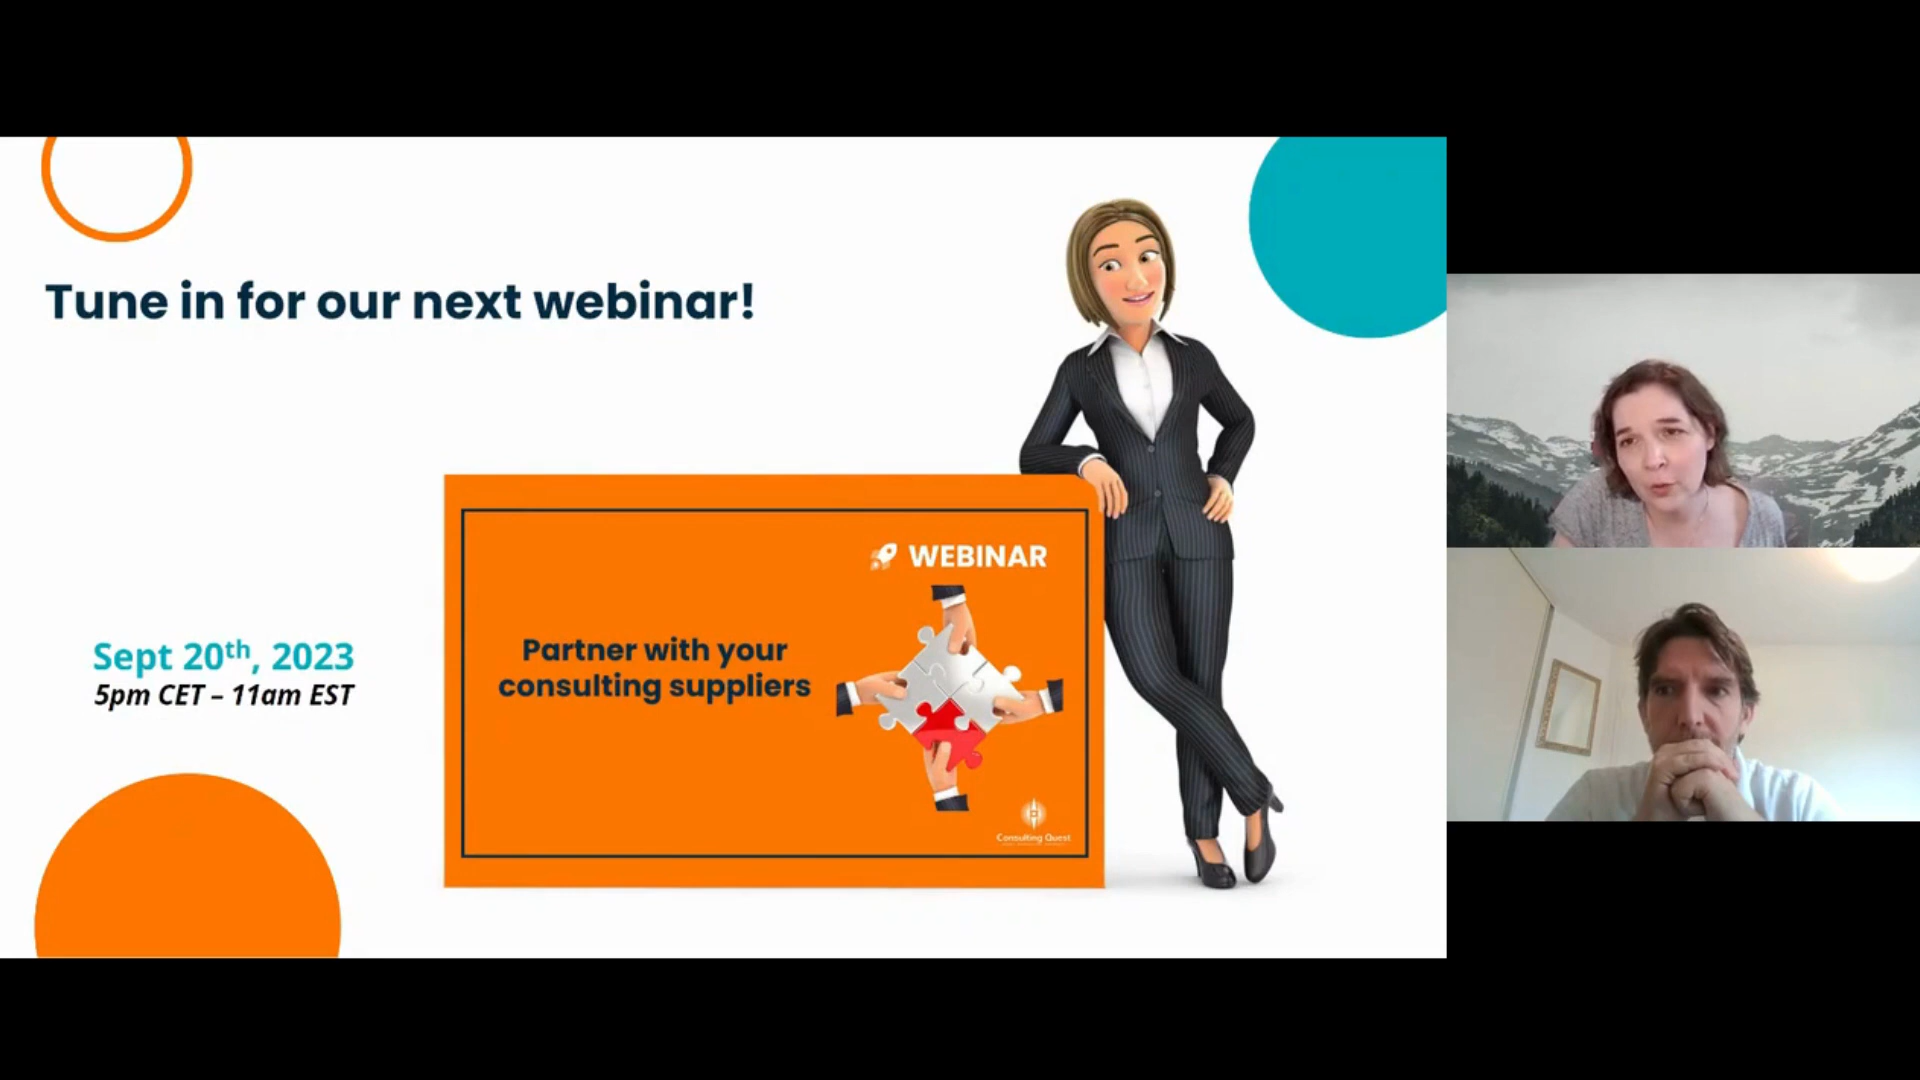 Tune in for our next webinar!
WEBINAR
Partner with your
consulting suppliers
Sept 20th, 2023
5pm CET – 11am EST
Consulting Quest